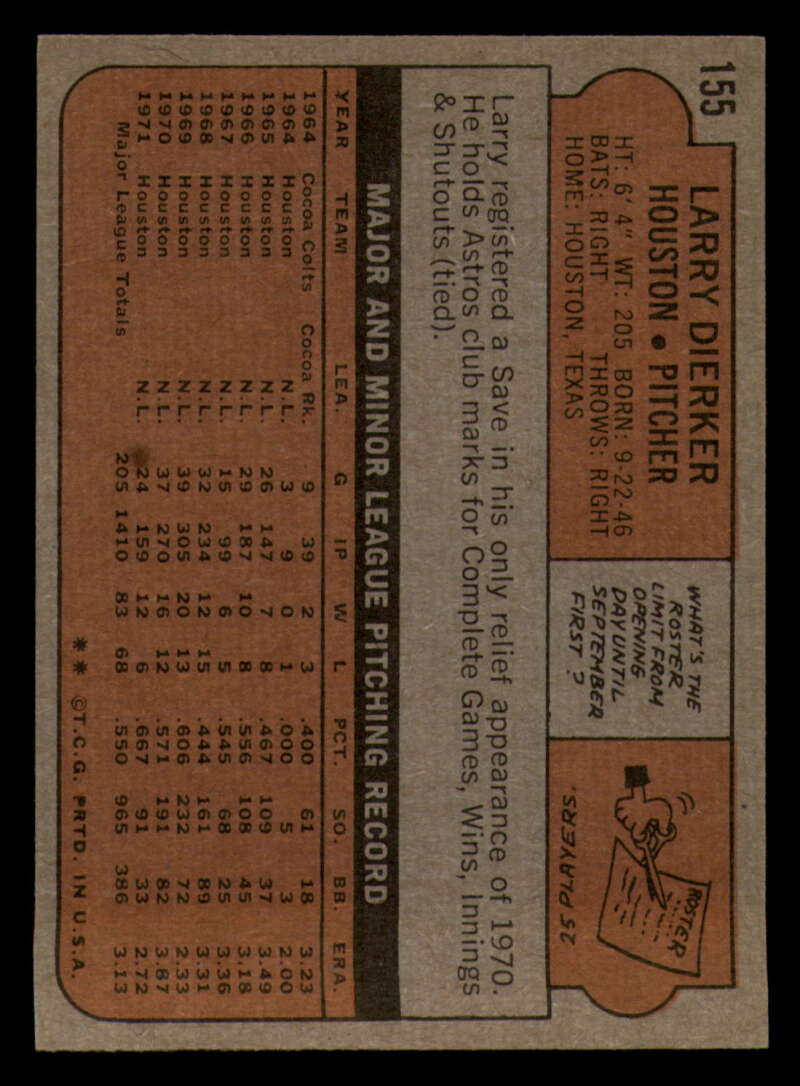 155
LARRY DIERKER
HOUSTON • PITCHER
HT: 6' 4" WT: 205 BORN: 9-22-46
BATS: RIGHT THROWS: RIGHT
HOME: HOUSTON, TEXAS
WHAT'S THE
ROSTER
LIMIT FROM
OPENING
DAY UNTIL
SEPTEMBER
FIRST?
ROSTER
25 PLAYERS.
Larry registered a Save in his only relief appearance of 1970.
He holds Astros club marks for Complete Games, Wins, Innings
& Shutouts (tied).
MAJOR AND MINOR LEAGUE PITCHING RECORD
YEAR TEAM LEA. G IP W L PCT. SO. BB. ERA.
1964 Cocoa Colts Cocoa Rk. 9 39 2 3 .400 61 18 3.23
1964 Houston N.L. 3 9 0 1 .000 5 3 2.00
1965 Houston N.L. 26 147 7 8 .467 109 37 3.49
1966 Houston N.L. 29 187 10 8 .556 108 45 3.18
1967 Houston N.L. 15 99 6 5 .545 68 25 3.36
1968 Houston N.L. 32 234 12 15 .444 161 89 3.31
1969 Houston N.L. 39 305 20 13 .606 232 72 2.33
1970 Houston N.L. 37 270 16 12 .571 191 82 3.87
1971 Houston N.L. 24 159 12 6 .667 91 33 2.72
Major League Totals 205 1410 83 68 .550 965 386 3.13
** ©T.C.G. PRTD. IN U.S.A.